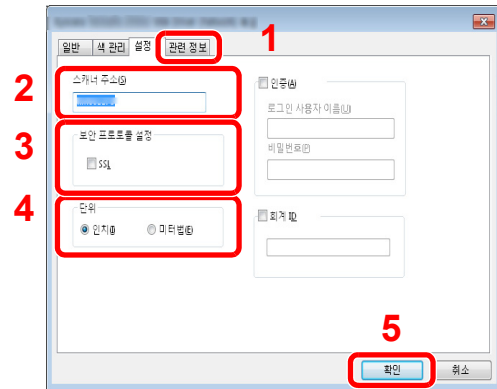 1
일반 색 관리 설정 관련 정보
2
스캐너 주소(S)
3
보안 프로토콜 설정
SSL
4
단위
인치(I) 미터법(E)
인증(A)
로그인 사용자 이름(U)
비밀번호(P)
회계 ID
5
확인 취소